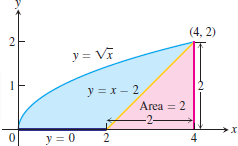 (4, 2)
2
y = √x
1
y = x − 2
2
Area = 2
2
x
0
y = 0
2
4